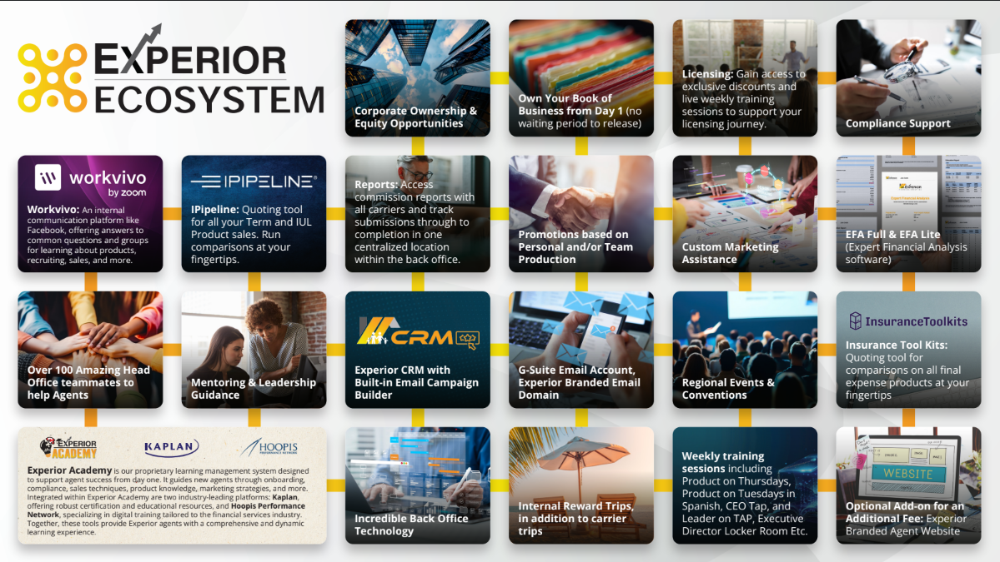 EXPERIOR
ECOSYSTEM
Corporate Ownership &
Equity Opportunities
Own Your Book of
Business from Day 1 (no
waiting period to release)
Licensing: Gain access to
exclusive discounts and
live weekly training
sessions to support your
licensing journey.
Compliance Support
workvivo
by zoom
Workvivo: An internal
communication platform like
Facebook, offering answers to
common questions and groups
for learning about products,
recruiting, sales, and more.
IPIPELINE®
IPipeline: Quoting tool
for all your Term and IUL
Product sales. Run
comparisons at your
fingertips.
Reports: Access
commission reports with
all carriers and track
submissions through to
completion in one
centralized location
within the back office.
Promotions based on
Personal and/or Team
Production
Custom Marketing
Assistance
EXPERIOR
EFA Full & EFA Lite
(Expert Financial Analysis
software)
Over 100 Amazing Head
Office teammates to
help Agents
Mentoring & Leadership
Guidance
CRM
Experior CRM with
Built-in Email Campaign
Builder
G-Suite Email Account,
Experior Branded Email
Domain
Regional Events &
Conventions
InsuranceToolkits
Insurance Tool Kits:
Quoting tool for
comparisons on all final
expense products at your
fingertips
EXPERIOR
ACADEMY
KAPLAN
HOOPIS
PERFORMANCE NETWORK
Experior Academy is our proprietary learning management system designed
to support agent success from day one. It guides new agents through onboarding,
compliance, sales techniques, product knowledge, marketing strategies, and more.
Integrated within Experior Academy are two industry-leading platforms: Kaplan,
offering robust certification and educational resources, and Hoopis Performance
Network, specializing in digital training tailored to the financial services industry.
Together, these tools provide Experior agents with a comprehensive and dynamic
learning experience.
Incredible Back Office
Technology
Internal Reward Trips,
in addition to carrier
trips
Weekly training
sessions including
Product on Thursdays,
Product on Tuesdays in
Spanish, CEO Tap, and
Leader on TAP, Executive
Director Locker Room Etc.
WEBSITE
Optional Add-on for an
Additional Fee: Experior
Branded Agent Website